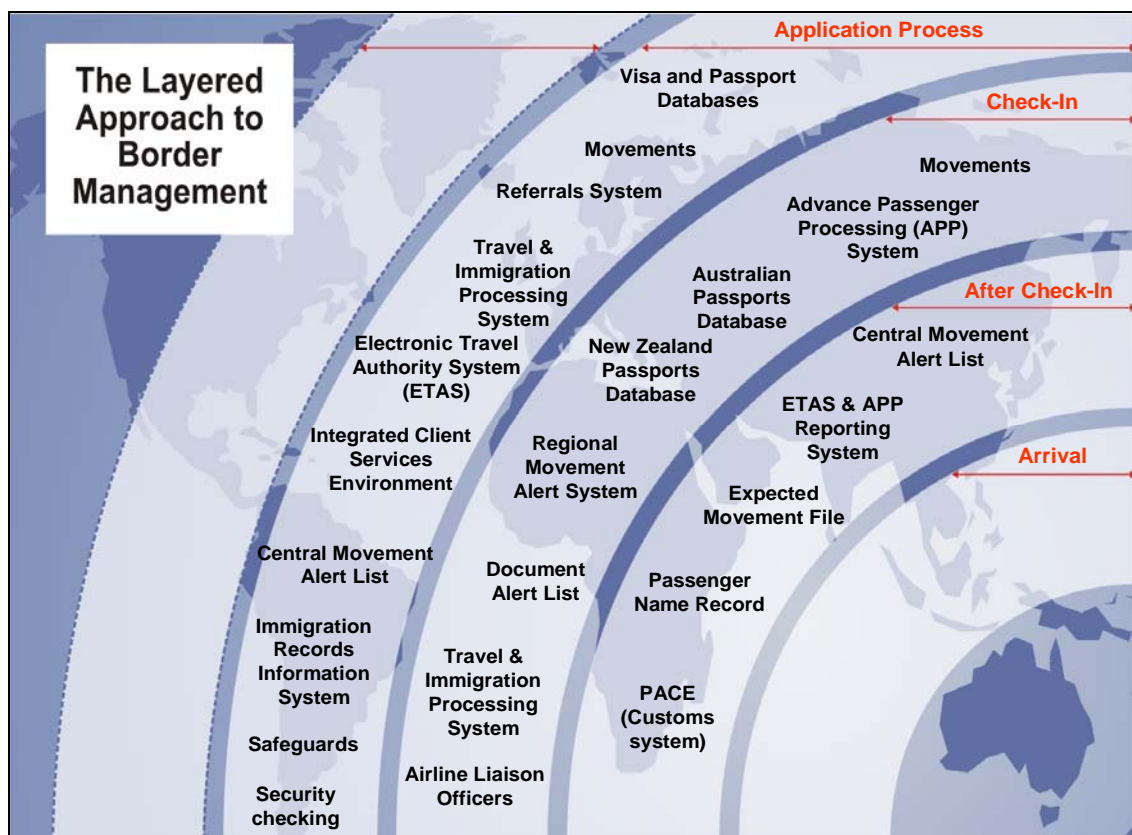 The Layered
Approach to
Border
Management
Application Process
Visa and Passport
Databases
Movements
Referrals System
Travel &
Immigration
Processing
System
Electronic Travel
Authority System
(ETAS)
Integrated Client
Services
Environment
Central Movement
Alert List
Immigration
Records
Information
System
Safeguards
Security
checking
Check-In
Movements
Advance Passenger
Processing (APP)
System
Australian
Passports
Database
New Zealand
Passports
Database
Regional
Movement
Alert System
Document
Alert List
Travel &
Immigration
Processing
System
Airline Liaison
Officers
After Check-In
Central Movement
Alert List
ETAS & APP
Reporting
System
Expected
Movement File
Passenger
Name Record
PACE
(Customs
system)
Arrival